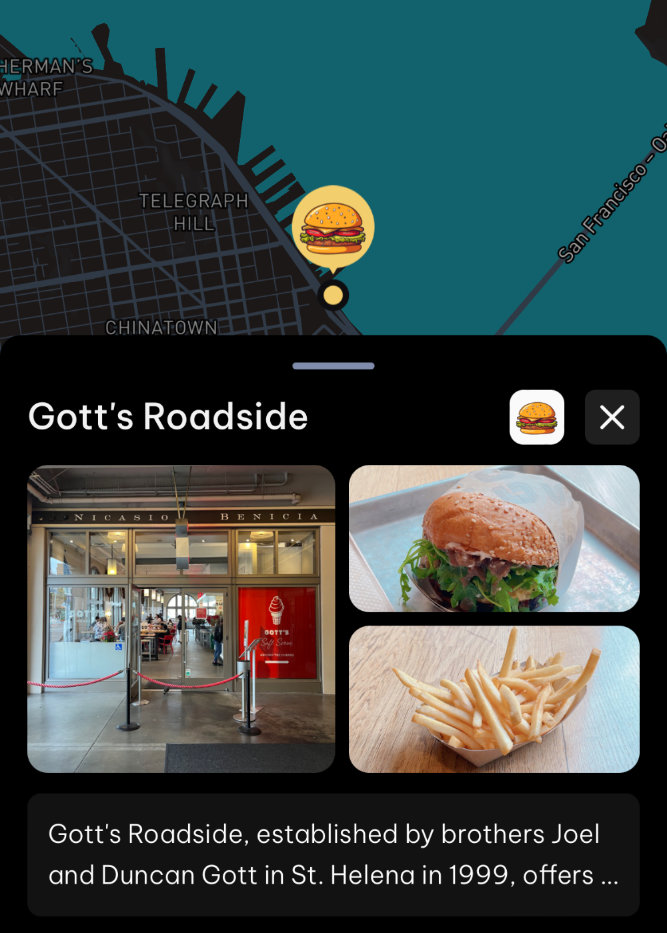 HERMAN'S
WHARF
TELEGRAPH
HILL
San Francisco – Oa
CHINATOWN
Gott's Roadside
NICASIO BENICIA
GOTT'S
Soft Serve
Gott's Roadside, established by brothers Joel
and Duncan Gott in St. Helena in 1999, offers ...